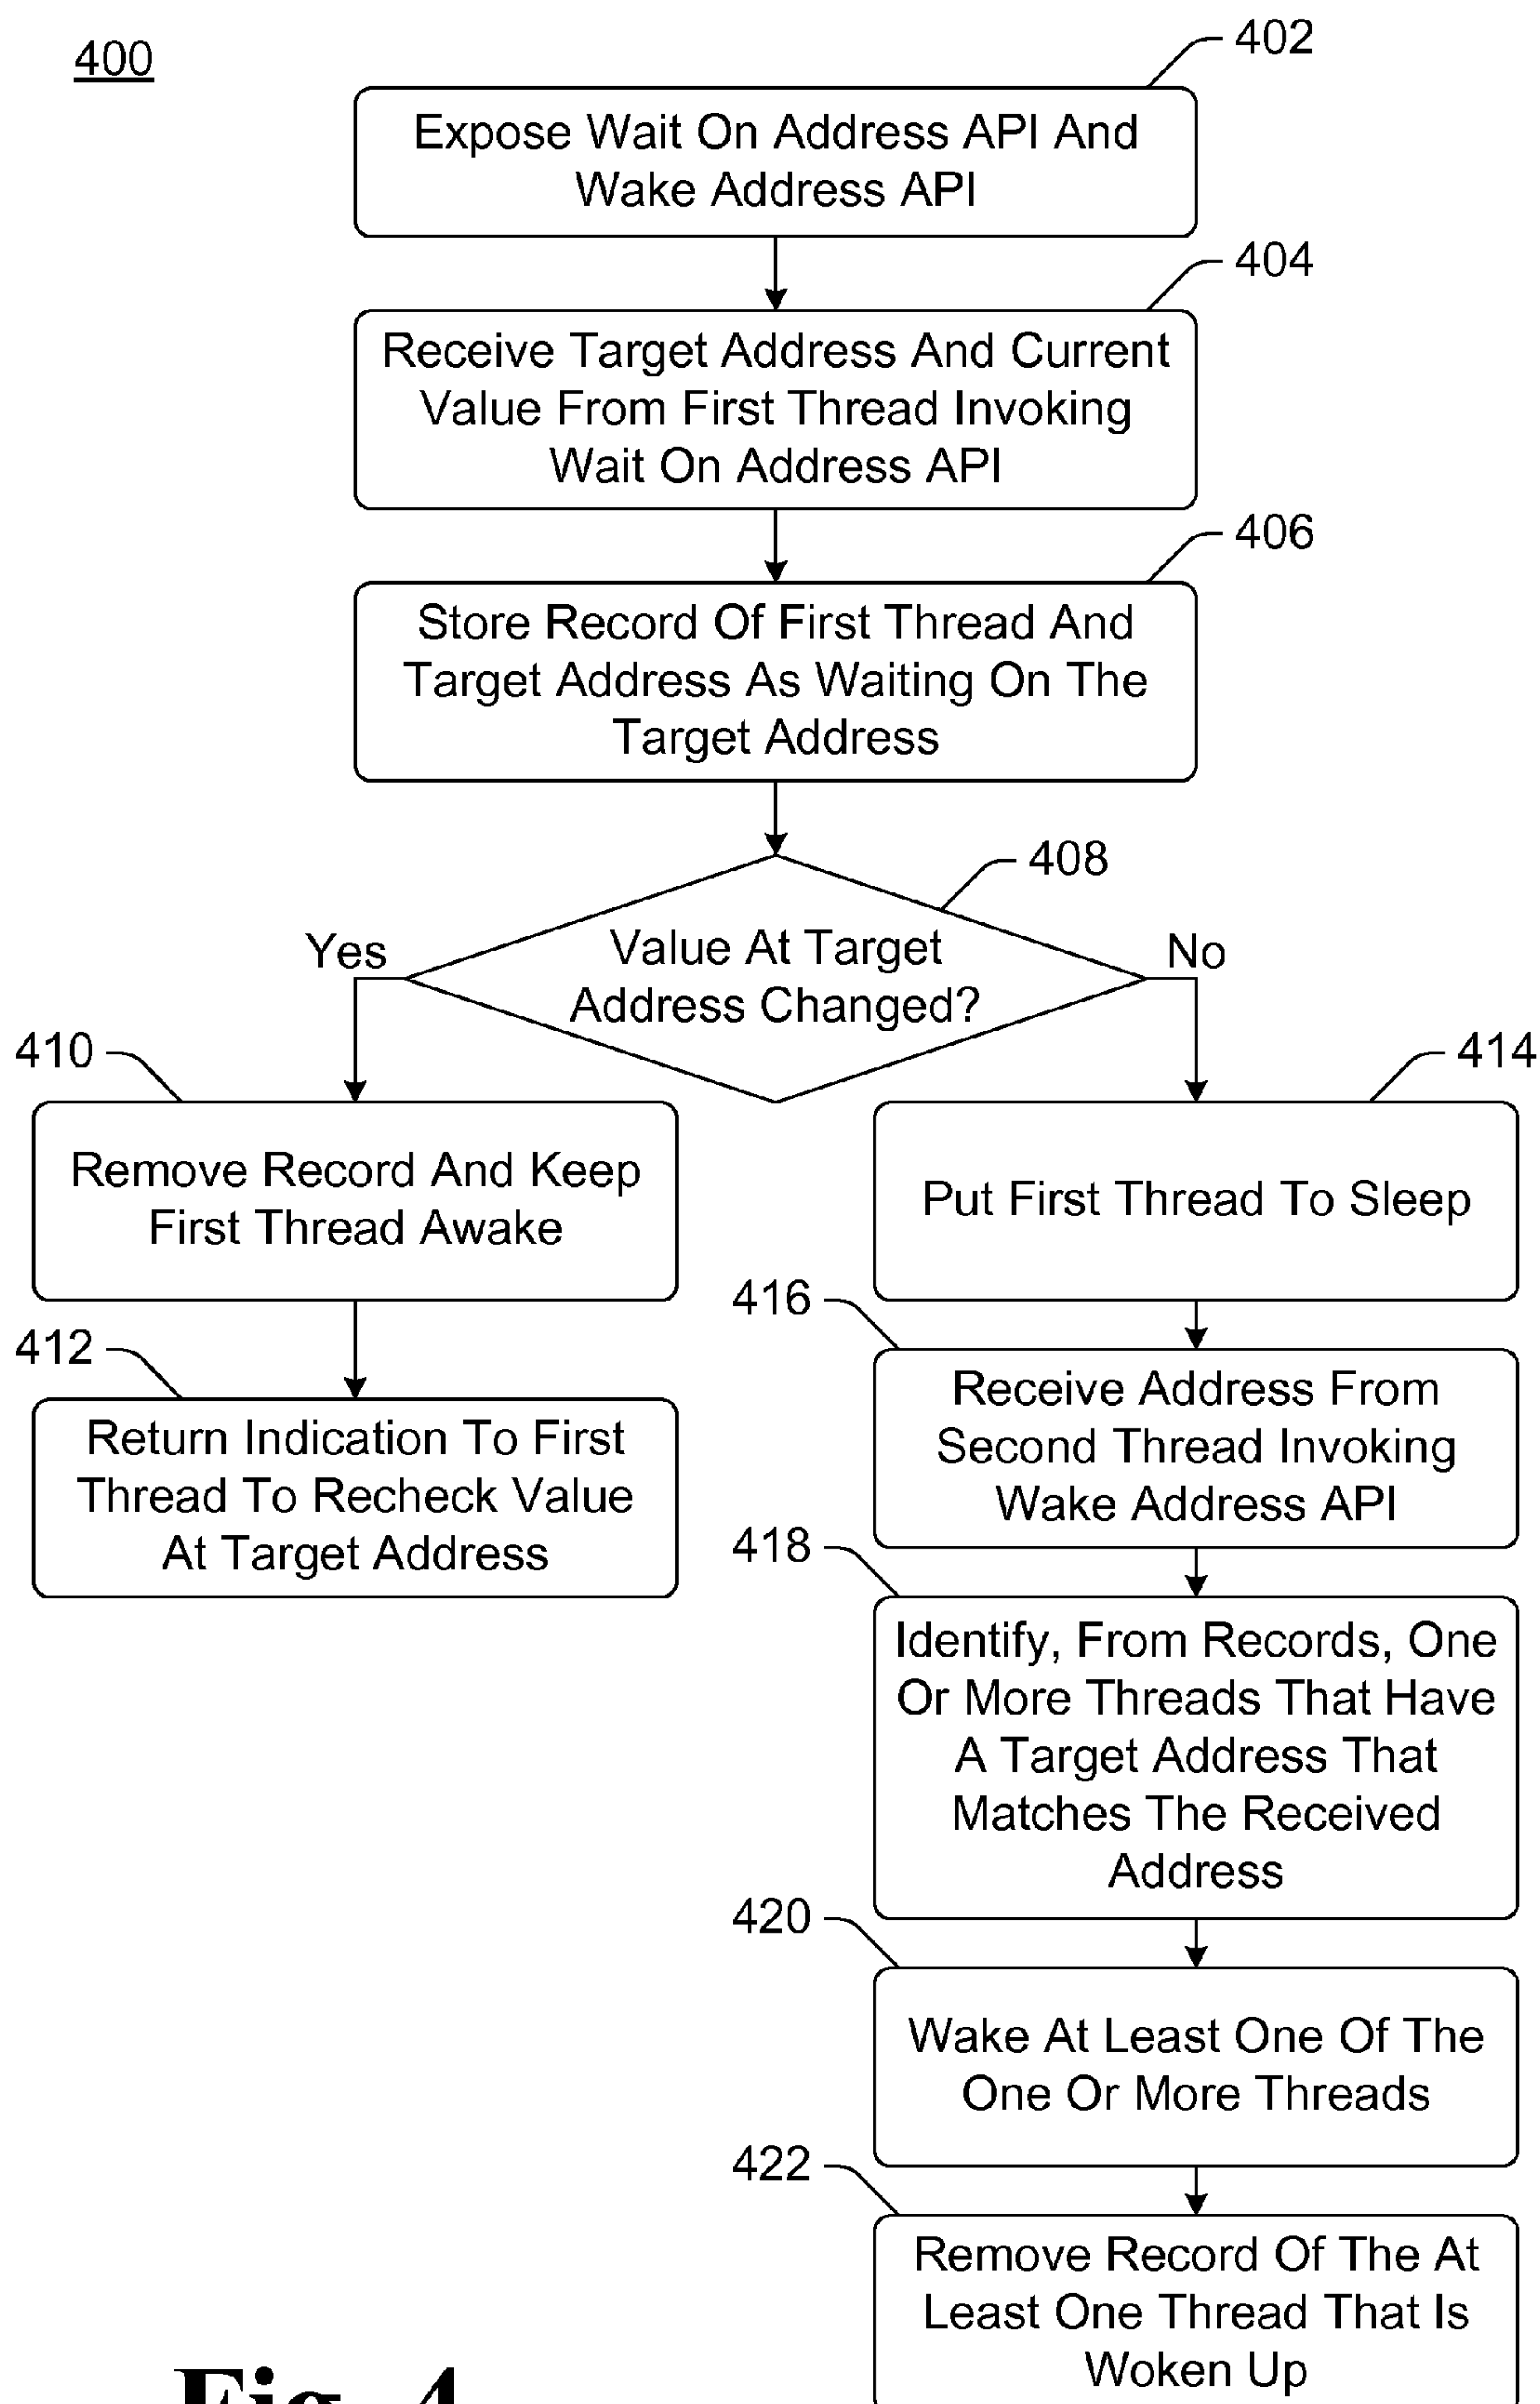 400
402
Expose Wait On Address API And
Wake Address API
404
Receive Target Address And Current
Value From First Thread Invoking
Wait On Address API
406
Store Record Of First Thread And
Target Address As Waiting On The
Target Address
408
Value At Target
Address Changed?
Yes
No
410
Remove Record And Keep
First Thread Awake
412
Return Indication To First
Thread To Recheck Value
At Target Address
414
Put First Thread To Sleep
416
Receive Address From
Second Thread Invoking
Wake Address API
418
Identify, From Records, One
Or More Threads That Have
A Target Address That
Matches The Received
Address
420
Wake At Least One Of The
One Or More Threads
422
Remove Record Of The At
Least One Thread That Is
Woken Up
Fig. 4